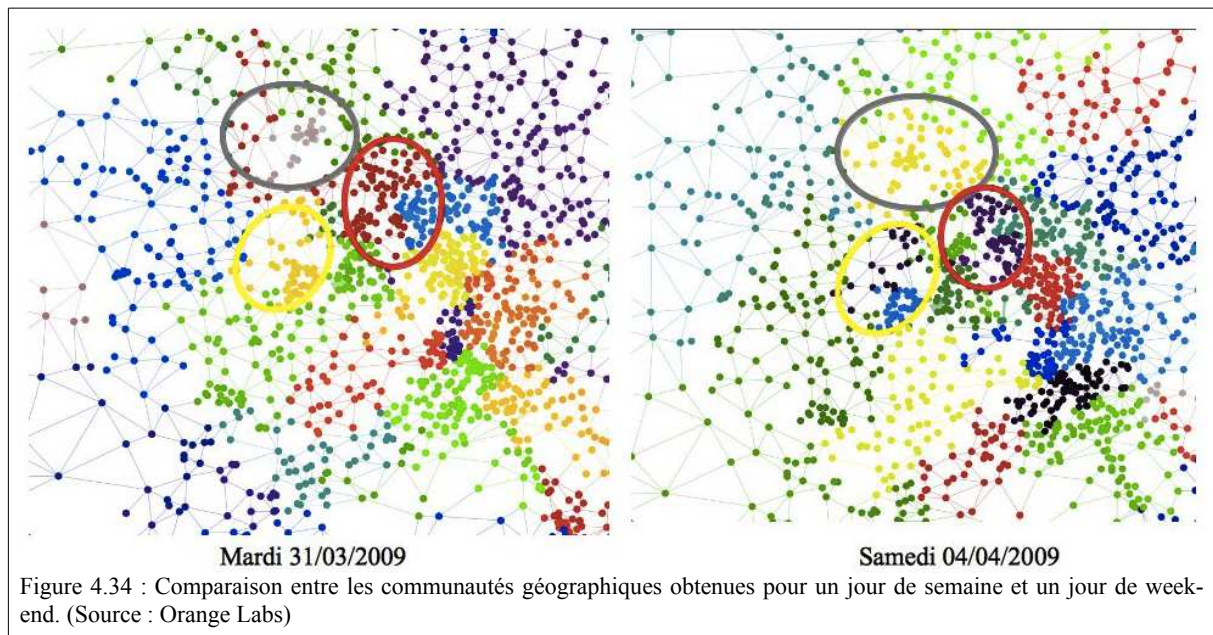 Mardi 31/03/2009
Samedi 04/04/2009
Figure 4.34 : Comparaison entre les communautés géographiques obtenues pour un jour de semaine et un jour de week-
end. (Source : Orange Labs)